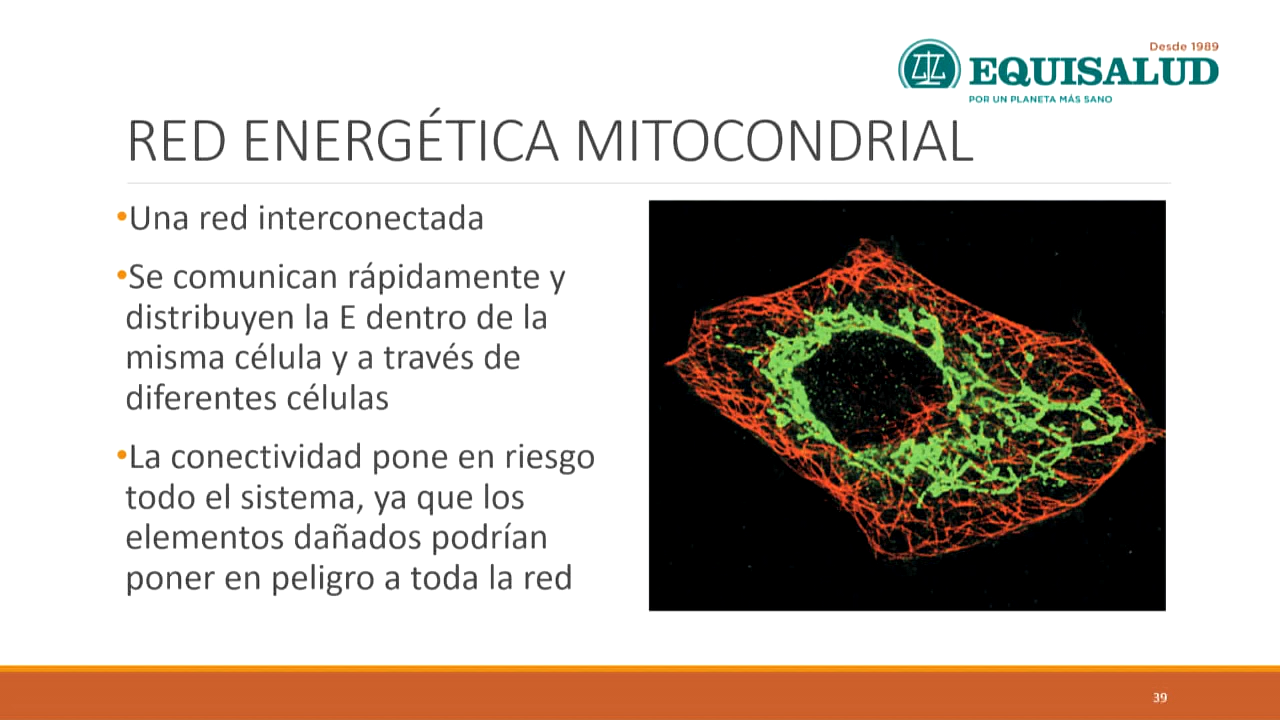 Desde 1989
EQUISALUD
POR UN PLANETA MÁS SANO
RED ENERGÉTICA MITOCONDRIAL
•Una red interconectada
•Se comunican rápidamente y
distribuyen la E dentro de la
misma célula y a través de
diferentes células
•La conectividad pone en riesgo
todo el sistema, ya que los
elementos dañados podrían
poner en peligro a toda la red
39